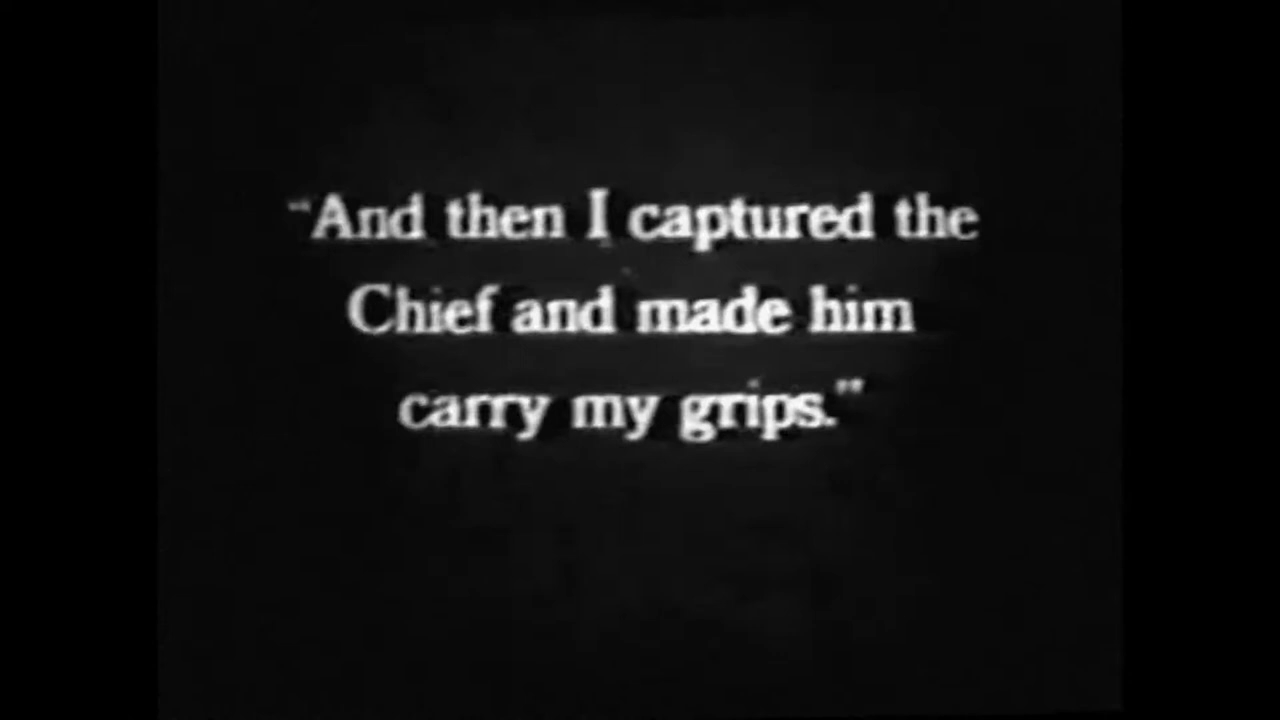 “And then I captured the
Chief and made him
carry my grips.”